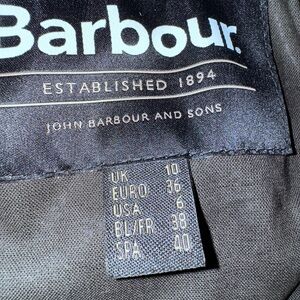 Barbour.
ESTABLISHED 1894
JOHN BARBOUR AND SONS
UK 10
EURO 36
USA 6
BL/FR 38
SPA 40